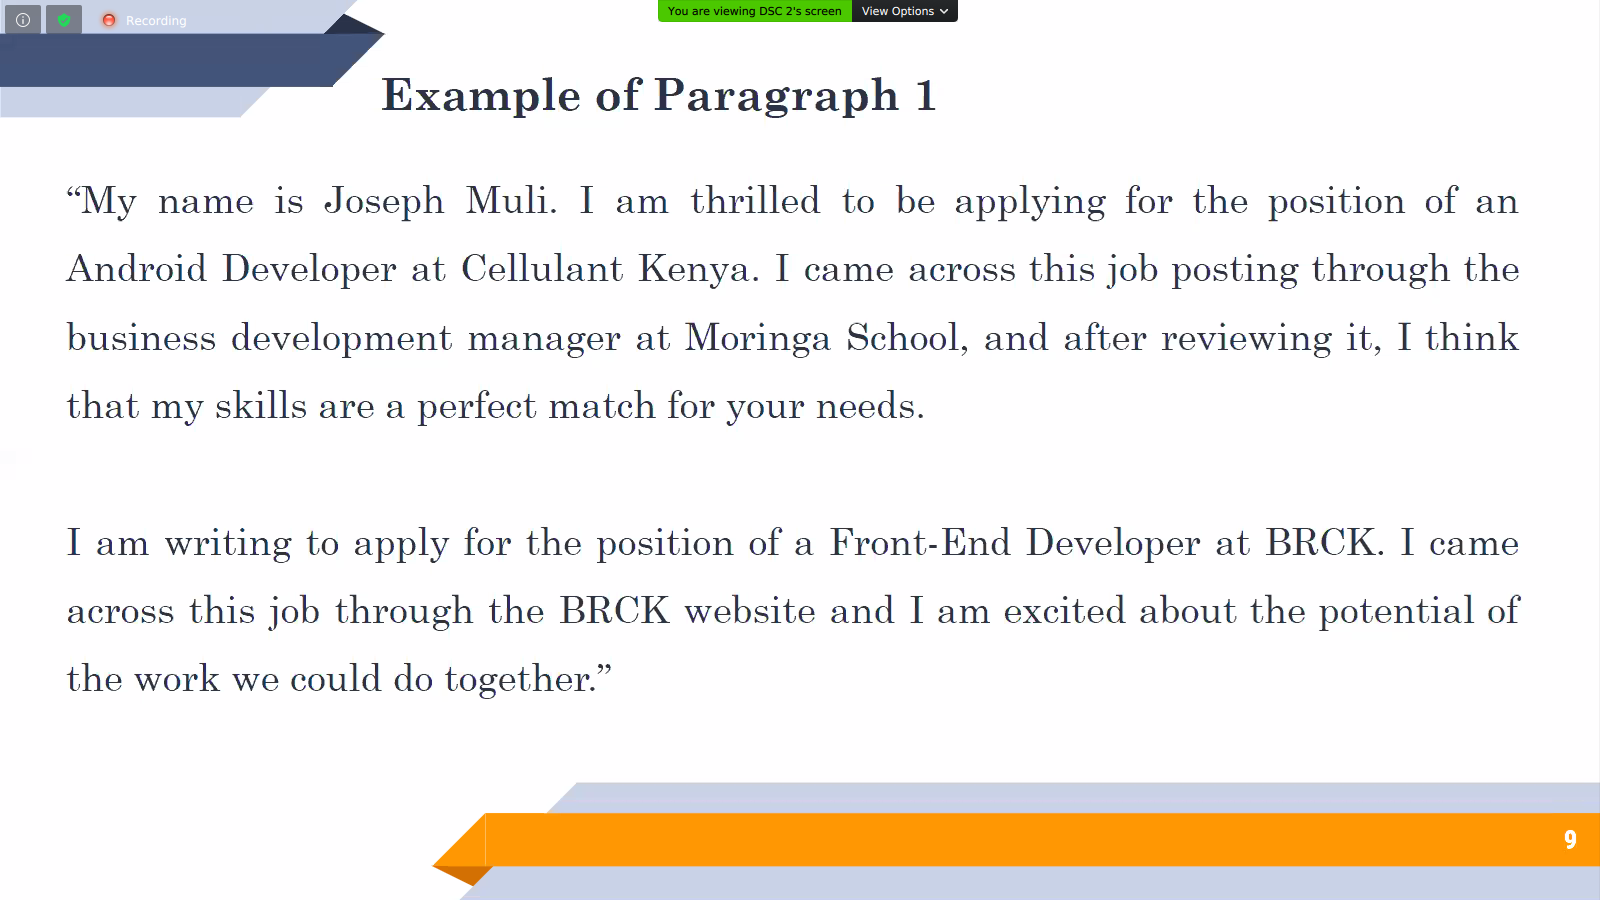 Recording
You are viewing DSC 2's screen
View Options
Example of Paragraph 1
“My name is Joseph Muli. I am thrilled to be applying for the position of an
Android Developer at Cellulant Kenya. I came across this job posting through the
business development manager at Moringa School, and after reviewing it, I think
that my skills are a perfect match for your needs.
I am writing to apply for the position of a Front-End Developer at BRCK. I came
across this job through the BRCK website and I am excited about the potential of
the work we could do together.”
9